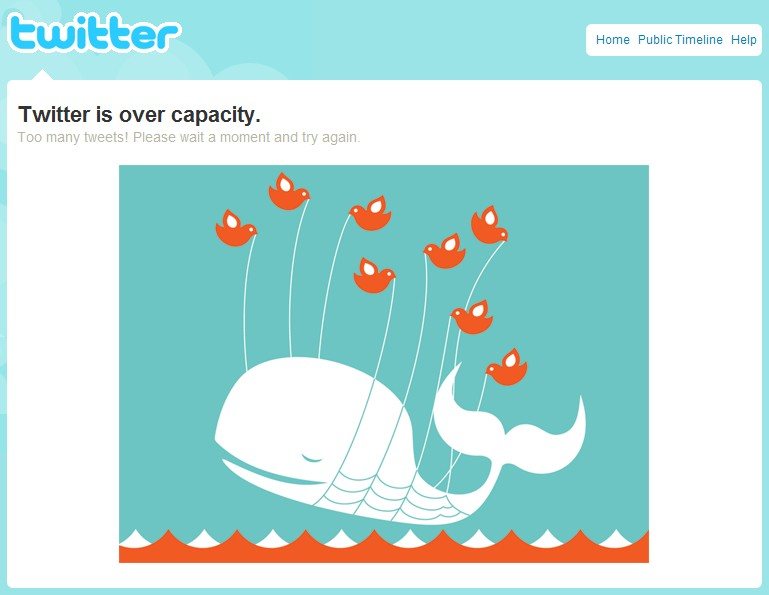 twitter
Home Public Timeline Help
Twitter is over capacity.
Too many tweets! Please wait a moment and try again.